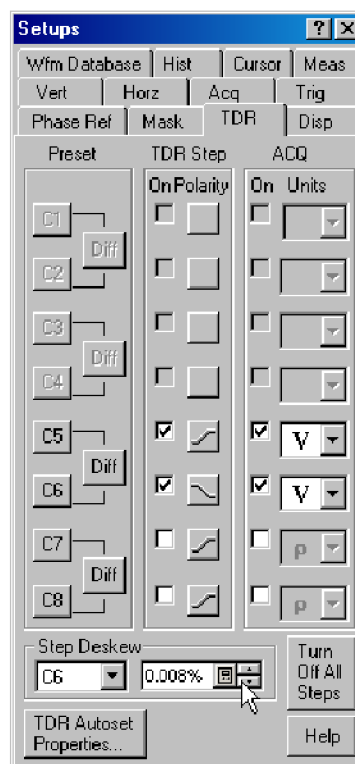 Setups ? X
Wfm Database Hist Cursor Meas
Vert Horz Acq Trig
Phase Ref Mask TDR Disp
Preset TDR Step ACQ
On Polarity On Units
C1
Diff
C2
C3
Diff
C4
C5 V
Diff
C6 V
C7 ρ
Diff
C8 ρ
Step Deskew
C6 0.008%
Turn
Off All
Steps
TDR Autoset
Properties...
Help